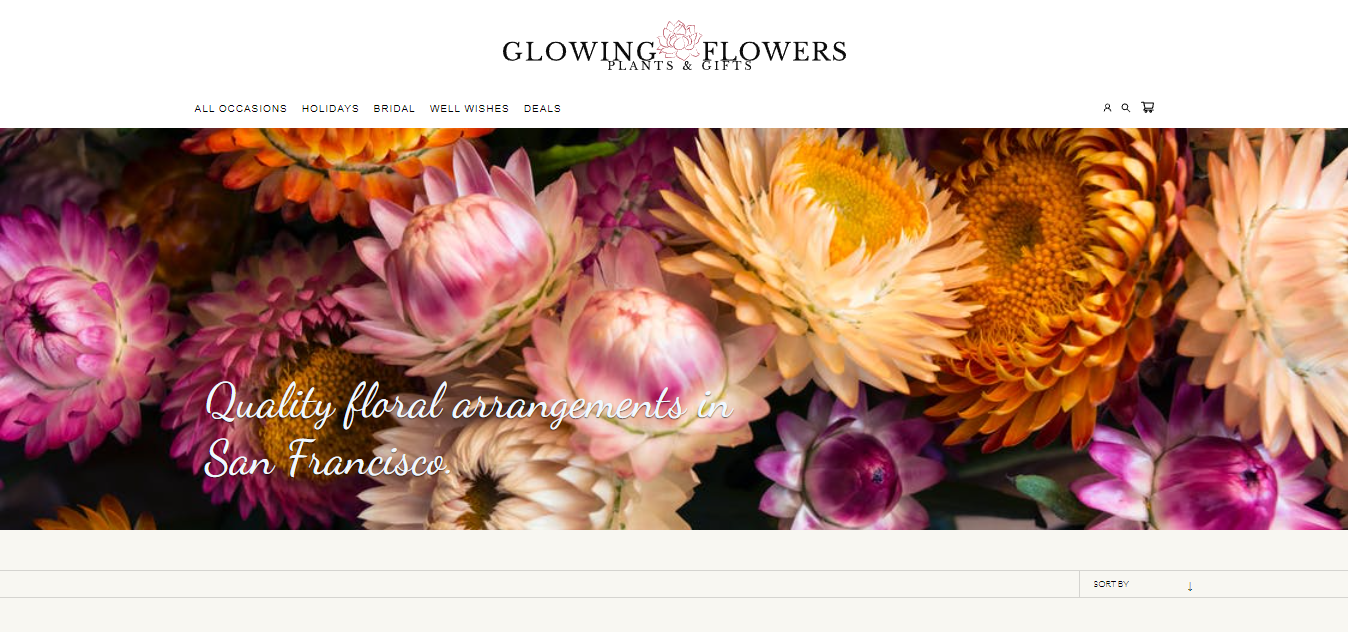 GLOWING FLOWERS
PLANTS & GIFTS
ALL OCCASIONS HOLIDAYS BRIDAL WELL WISHES DEALS
Quality floral arrangements in
San Francisco.
SORT BY ↓